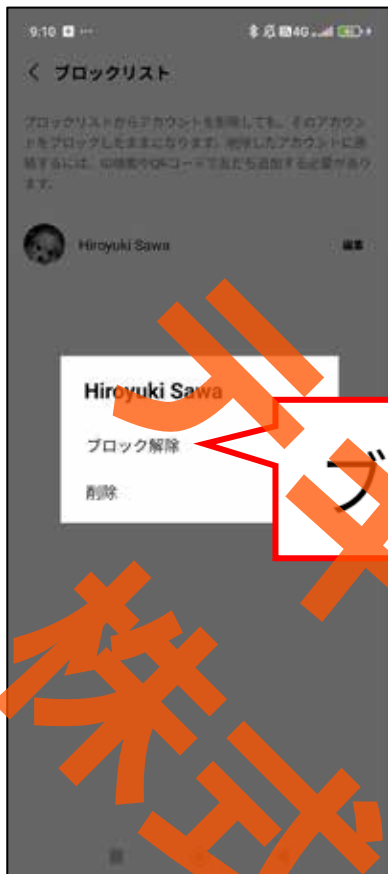 9:10
4G
ブロックリスト
ブロックリストからアカウントを削除しても、そのアカウン
トをブロックしたままになります。削除したアカウントに連
絡するには、ID検索やQRコードで友だち追加する必要があり
ます。
Hiroyuki Sawa
編集
Hiroyuki Sawa
ブロック解除
ブ
削除
株式